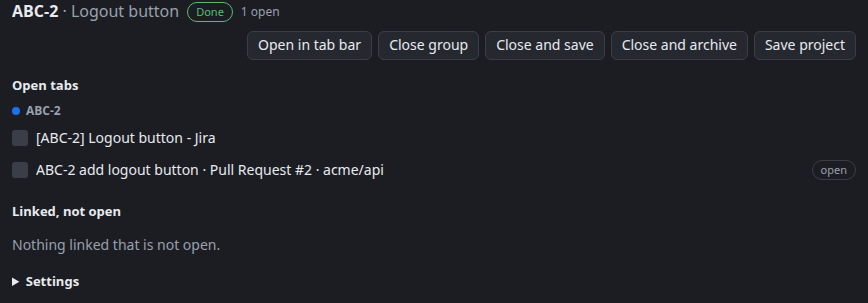 ABC-2 · Logout button Done 1 open
Open in tab bar Close group Close and save Close and archive Save project
Open tabs
ABC-2
[ABC-2] Logout button - Jira
ABC-2 add logout button · Pull Request #2 · acme/api open
Linked, not open
Nothing linked that is not open.
Settings